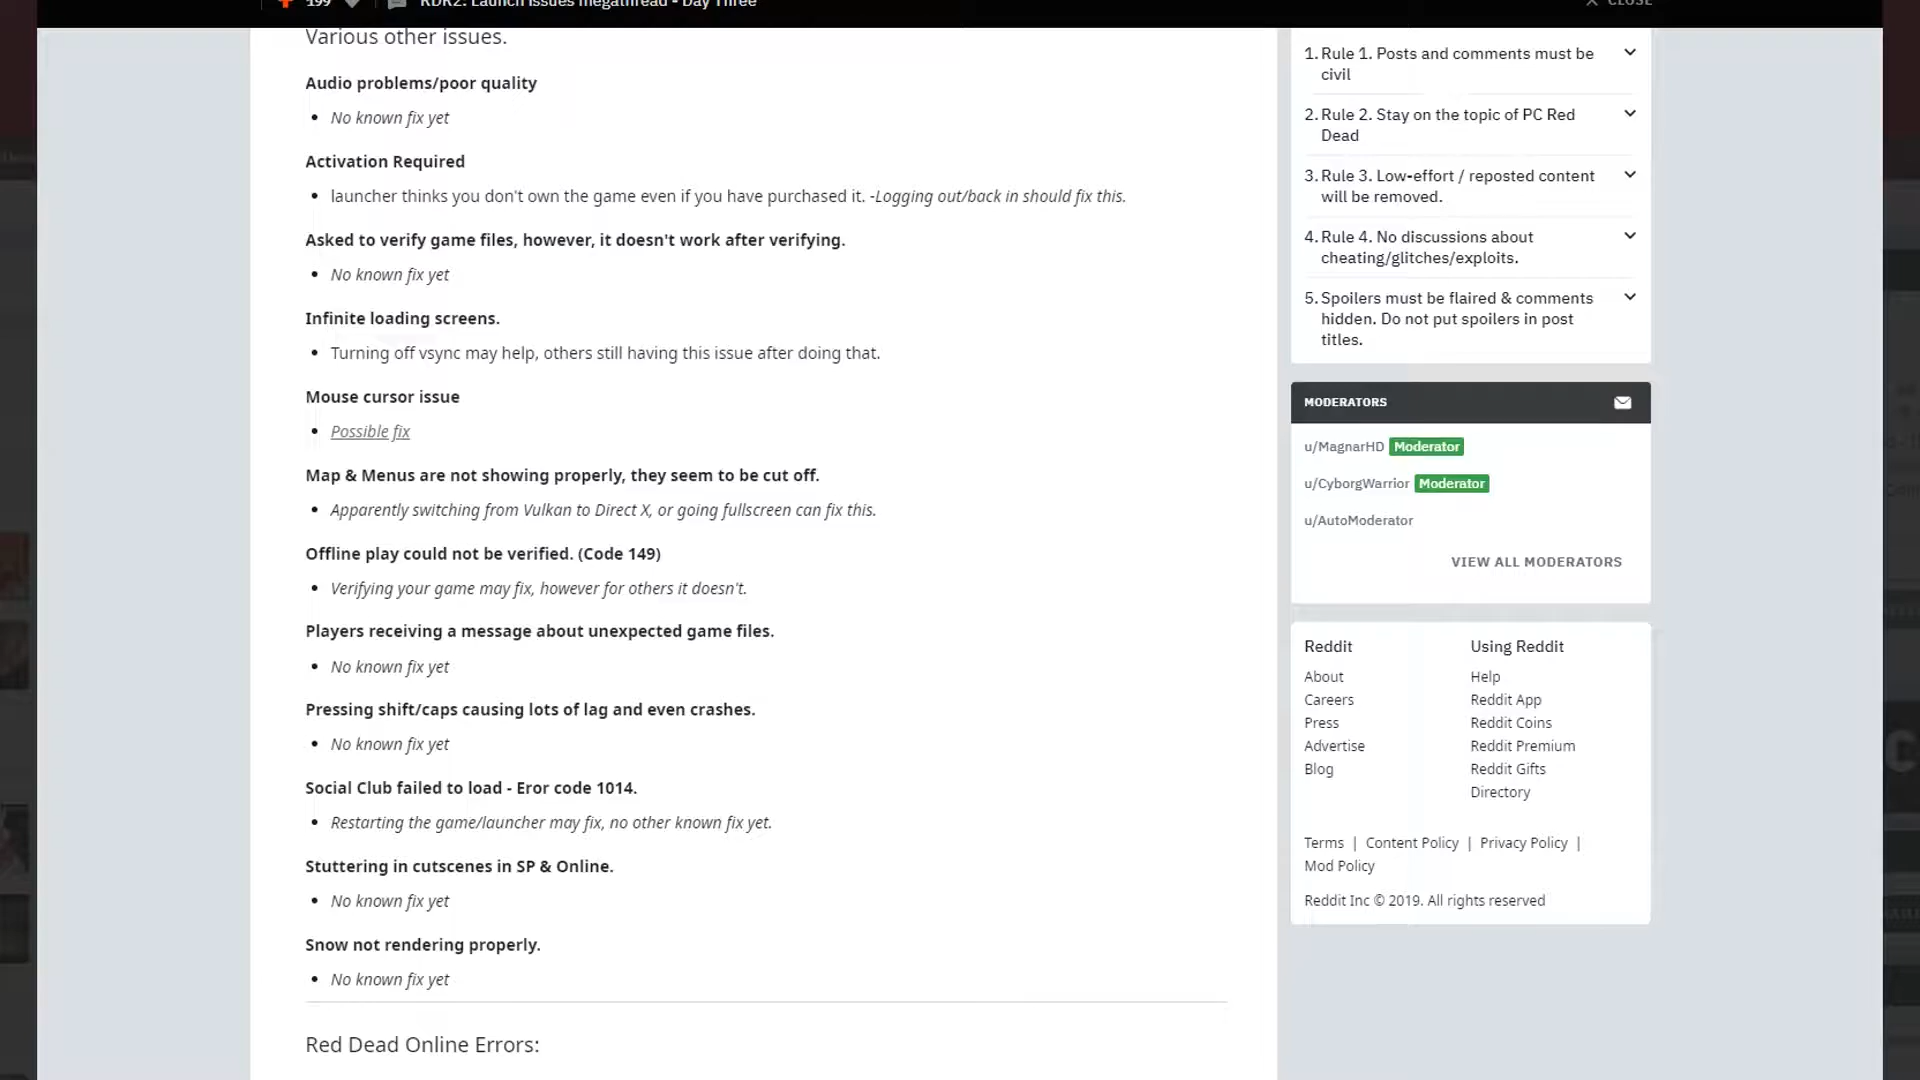 199
RDR2: Launch Issues megathread - Day Three
CLOSE
Various other issues.
Audio problems/poor quality
• No known fix yet
Activation Required
• launcher thinks you don't own the game even if you have purchased it. -Logging out/back in should fix this.
Asked to verify game files, however, it doesn't work after verifying.
• No known fix yet
Infinite loading screens.
• Turning off vsync may help, others still having this issue after doing that.
Mouse cursor issue
• Possible fix
Map & Menus are not showing properly, they seem to be cut off.
• Apparently switching from Vulkan to Direct X, or going fullscreen can fix this.
Offline play could not be verified. (Code 149)
• Verifying your game may fix, however for others it doesn't.
Players receiving a message about unexpected game files.
• No known fix yet
Pressing shift/caps causing lots of lag and even crashes.
• No known fix yet
Social Club failed to load - Eror code 1014.
• Restarting the game/launcher may fix, no other known fix yet.
Stuttering in cutscenes in SP & Online.
• No known fix yet
Snow not rendering properly.
• No known fix yet
Red Dead Online Errors:
1. Rule 1. Posts and comments must be
civil
2. Rule 2. Stay on the topic of PC Red
Dead
3. Rule 3. Low-effort / reposted content
will be removed.
4. Rule 4. No discussions about
cheating/glitches/exploits.
5. Spoilers must be flaired & comments
hidden. Do not put spoilers in post
titles.
MODERATORS
u/MagnarHD Moderator
u/CyborgWarrior Moderator
u/AutoModerator
VIEW ALL MODERATORS
Reddit Using Reddit
About Help
Careers Reddit App
Press Reddit Coins
Advertise Reddit Premium
Blog Reddit Gifts
Directory
Terms | Content Policy | Privacy Policy |
Mod Policy
Reddit Inc © 2019. All rights reserved